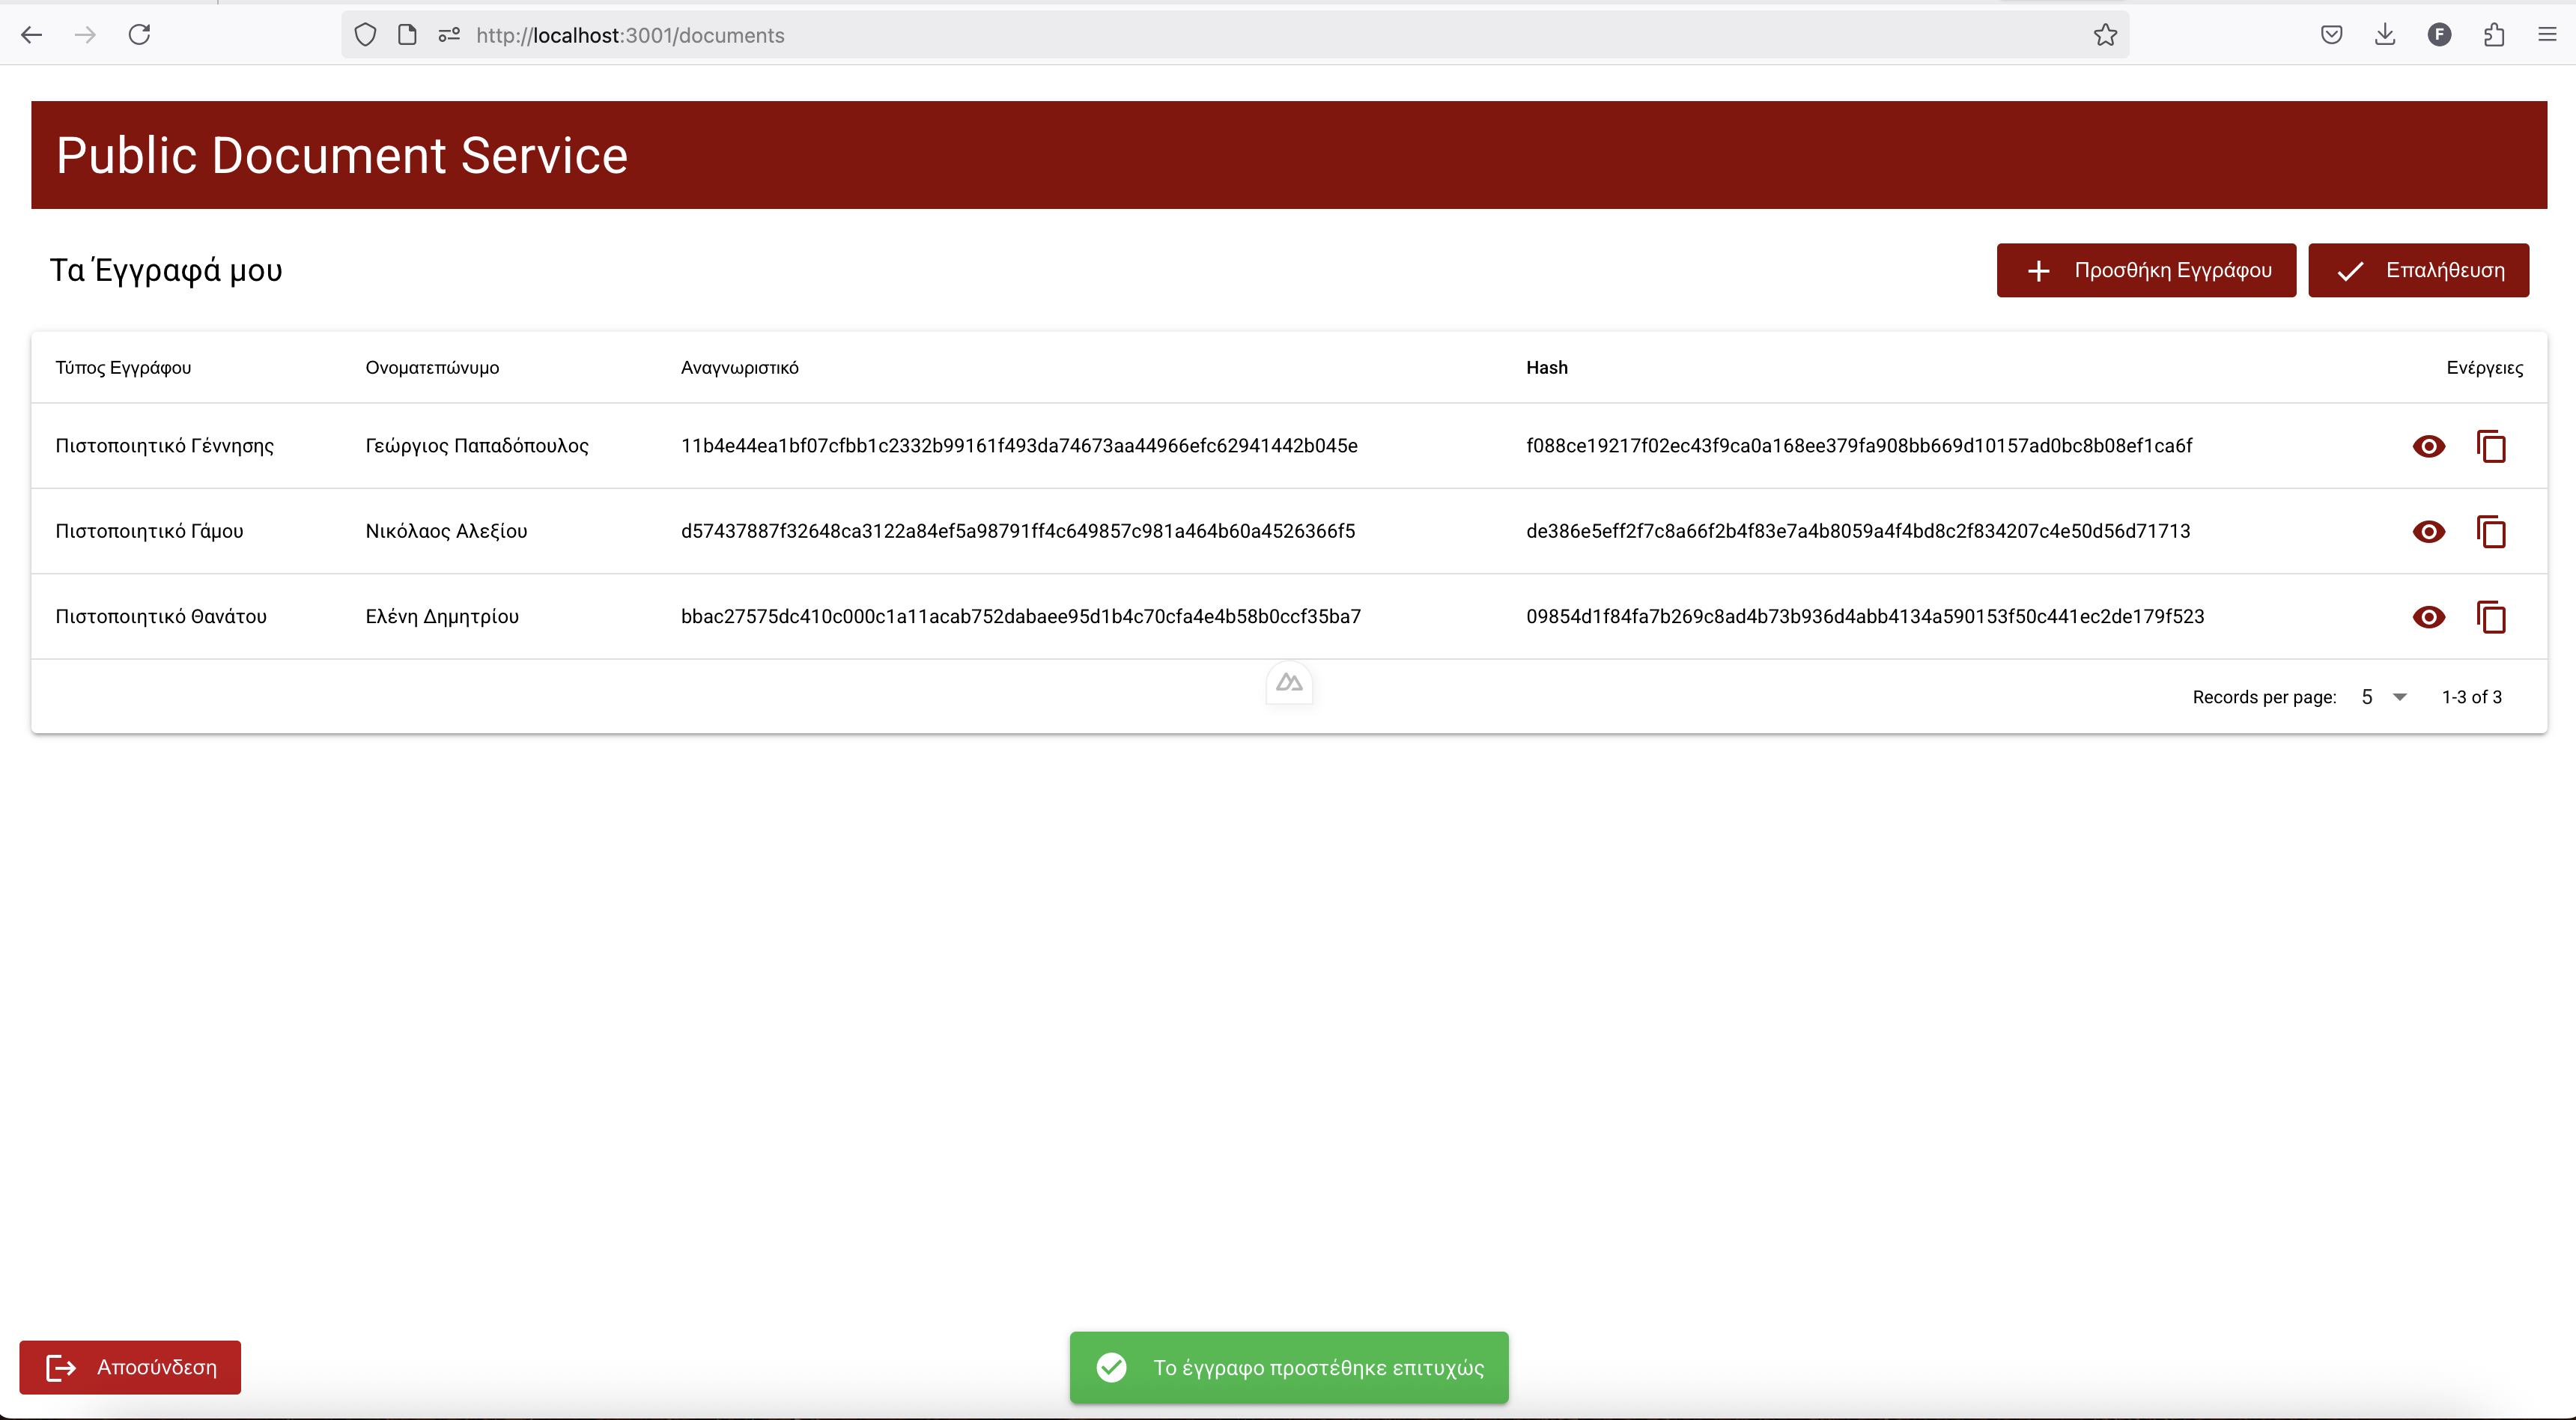 http://localhost:3001/documents
F
Public Document Service
Τα Έγγραφά μου
Προσθήκη Εγγράφου
Επαλήθευση
Τύπος Εγγράφου Ονοματεπώνυμο Αναγνωριστικό Hash Ενέργειες
Πιστοποιητικό Γέννησης Γεώργιος Παπαδόπουλος 11b4e44ea1bf07cfbb1c2332b99161f493da74673aa44966efc62941442b045e f088ce19217f02ec43f9ca0a168ee379fa908bb669d10157ad0bc8b08ef1ca6f
Πιστοποιητικό Γάμου Νικόλαος Αλεξίου d57437887f32648ca3122a84ef5a98791ff4c649857c981a464b60a4526366f5 de386e5eff2f7c8a66f2b4f83e7a4b8059a4f4bd8c2f834207c4e50d56d71713
Πιστοποιητικό Θανάτου Ελένη Δημητρίου bbac27575dc410c000c1a11acab752dabaee95d1b4c70cfa4e4b58b0ccf35ba7 09854d1f84fa7b269c8ad4b73b936d4abb4134a590153f50c441ec2de179f523
Records per page: 5 1-3 of 3
Αποσύνδεση
Το έγγραφο προστέθηκε επιτυχώς